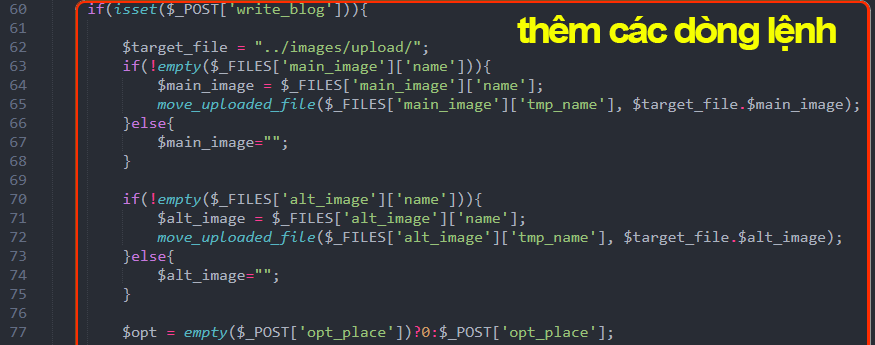 60 if(isset($_POST['write_blog'])){
thêm các dòng lệnh
61
62 $target_file = "../images/upload/";
63 if(!empty($_FILES['main_image']['name'])){
64 $main_image = $_FILES['main_image']['name'];
65 move_uploaded_file($_FILES['main_image']['tmp_name'], $target_file.$main_image);
66 }else{
67 $main_image="";
68 }
69
70 if(!empty($_FILES['alt_image']['name'])){
71 $alt_image = $_FILES['alt_image']['name'];
72 move_uploaded_file($_FILES['alt_image']['tmp_name'], $target_file.$alt_image);
73 }else{
74 $alt_image="";
75 }
76
77 $opt = empty($_POST['opt_place'])?0:$_POST['opt_place'];